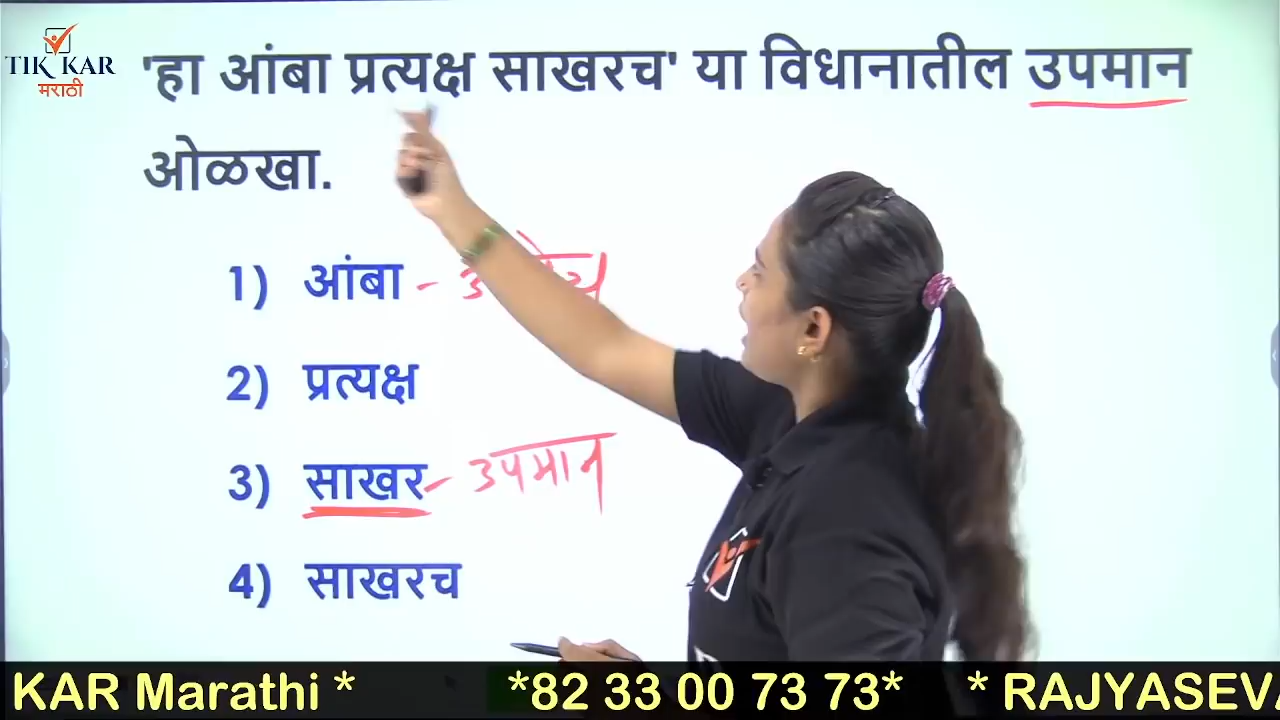 TIK KAR
मराठी
'हा आंबा प्रत्यक्ष साखरच' या विधानातील उपमान
ओळखा.
1) आंबा -
2) प्रत्यक्ष
3) साखर - उपमान
4) साखरच
KAR Marathi * *82 33 00 73 73* * RAJYASEV